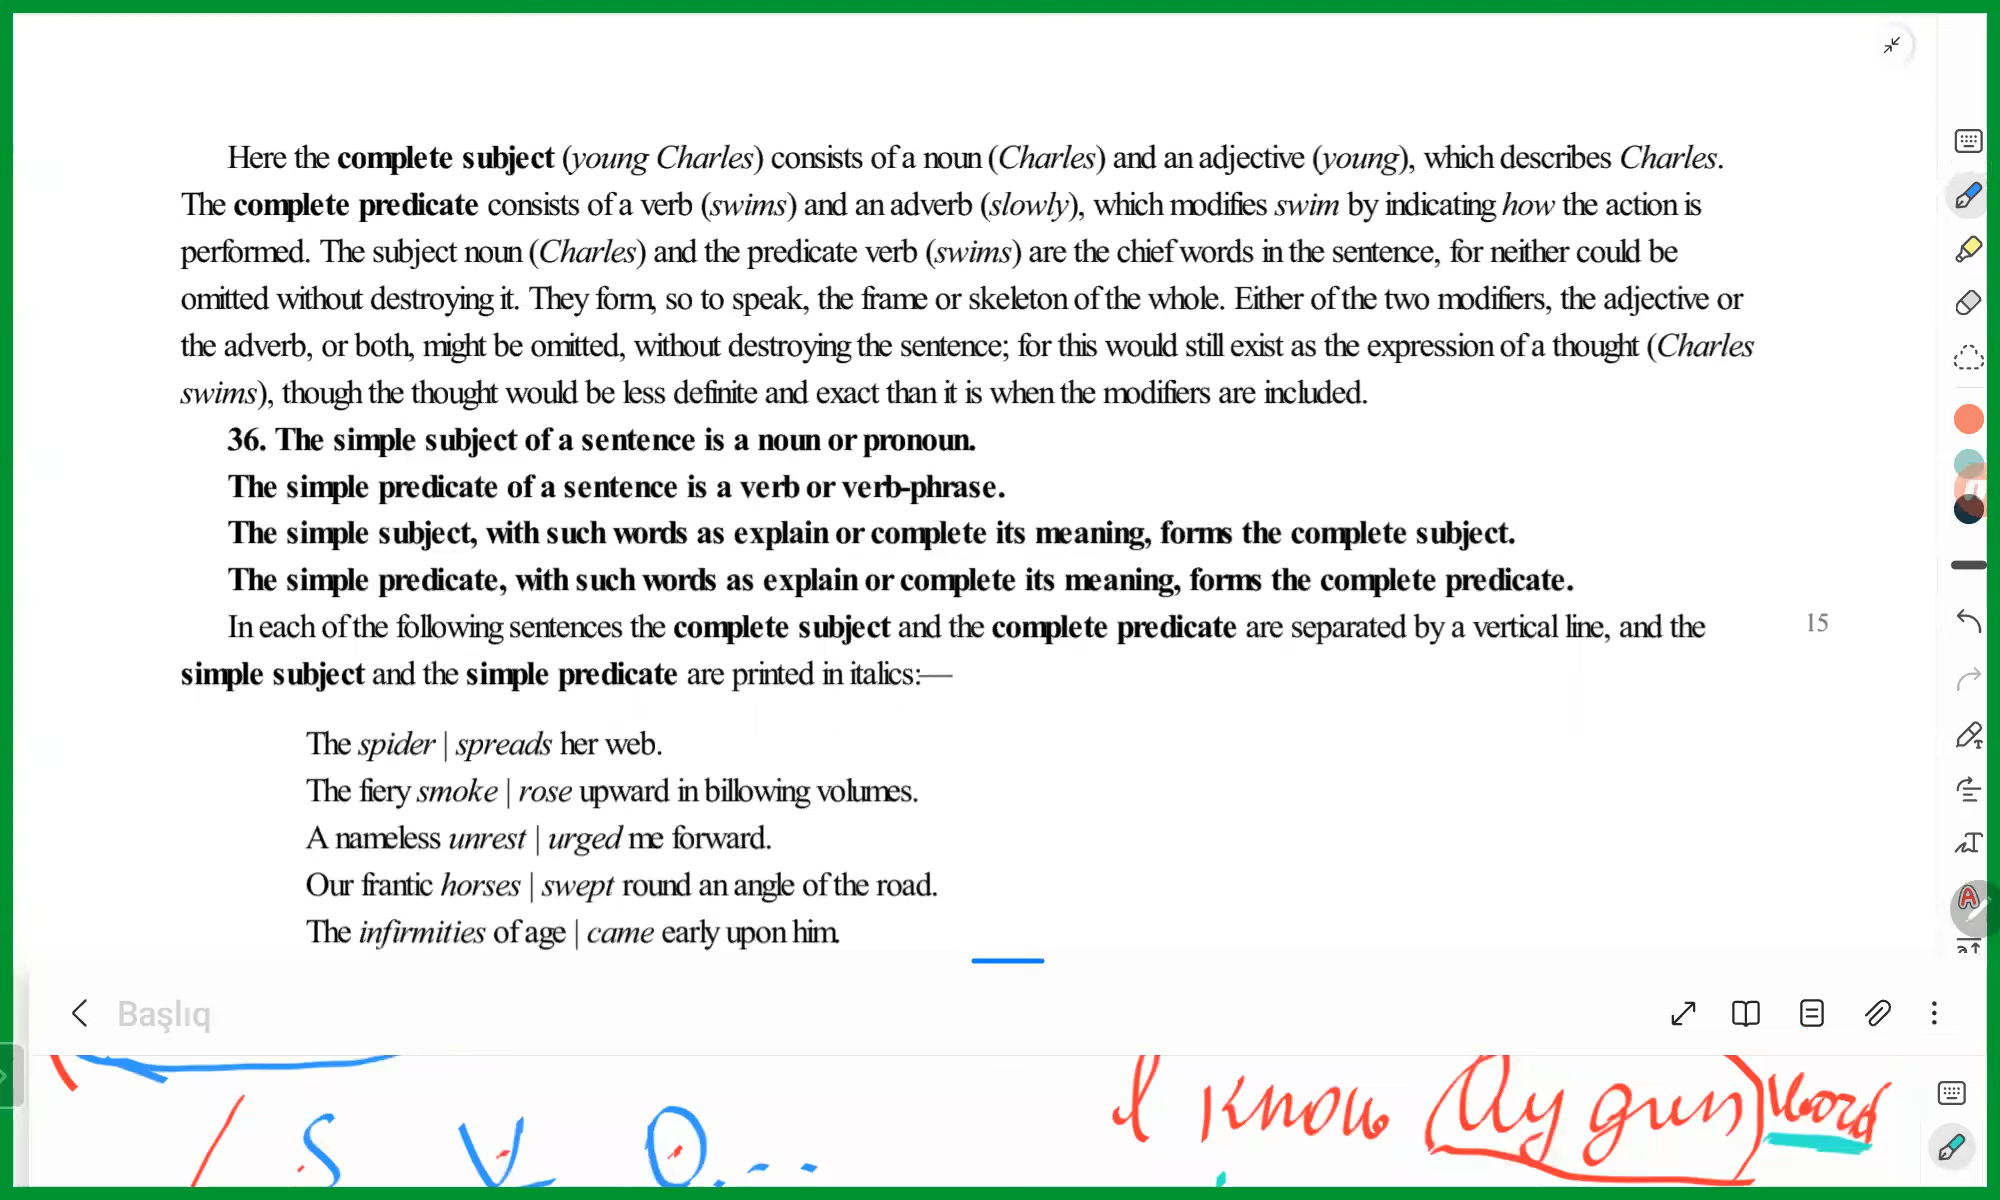 Here the complete subject (young Charles) consists of a noun (Charles) and an adjective (young), which describes Charles.
The complete predicate consists of a verb (swims) and an adverb (slowly), which modifies swim by indicating how the action is
performed. The subject noun (Charles) and the predicate verb (swims) are the chief words in the sentence, for neither could be
omitted without destroying it. They form, so to speak, the frame or skeleton of the whole. Either of the two modifiers, the adjective or
the adverb, or both, might be omitted, without destroying the sentence; for this would still exist as the expression of a thought (Charles
swims), though the thought would be less definite and exact than it is when the modifiers are included.
36. The simple subject of a sentence is a noun or pronoun.
The simple predicate of a sentence is a verb or verb-phrase.
The simple subject, with such words as explain or complete its meaning, forms the complete subject.
The simple predicate, with such words as explain or complete its meaning, forms the complete predicate.
In each of the following sentences the complete subject and the complete predicate are separated by a vertical line, and the 15
simple subject and the simple predicate are printed in italics:—
The spider | spreads her web.
The fiery smoke | rose upward in billowing volumes.
A nameless unrest | urged me forward.
Our frantic horses | swept round an angle of the road.
The infirmities of age | came early upon him.
Başlıq
I know (Aygun) word
/ S V O...